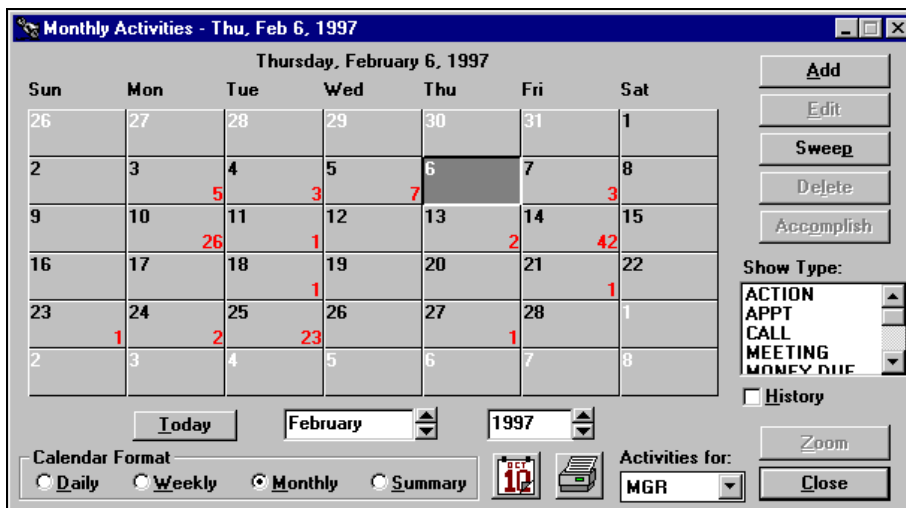 Monthly Activities - Thu, Feb 6, 1997
Thursday, February 6, 1997
Sun Mon Tue Wed Thu Fri Sat
26 27 28 29 30 31 1
2 3 4 5 6 7 8
5 3 7 3
9 10 11 12 13 14 15
26 1 2 42
16 17 18 19 20 21 22
1 1
23 24 25 26 27 28 1
1 2 23 1
2 3 4 5 6 7 8
Today February 1997
Calendar Format
Daily Weekly Monthly Summary
OCT
12
Activities for:
MGR
Add
Edit
Sweep
Delete
Accomplish
Show Type:
ACTION
APPT
CALL
MEETING
MONEY DUE
History
Zoom
Close